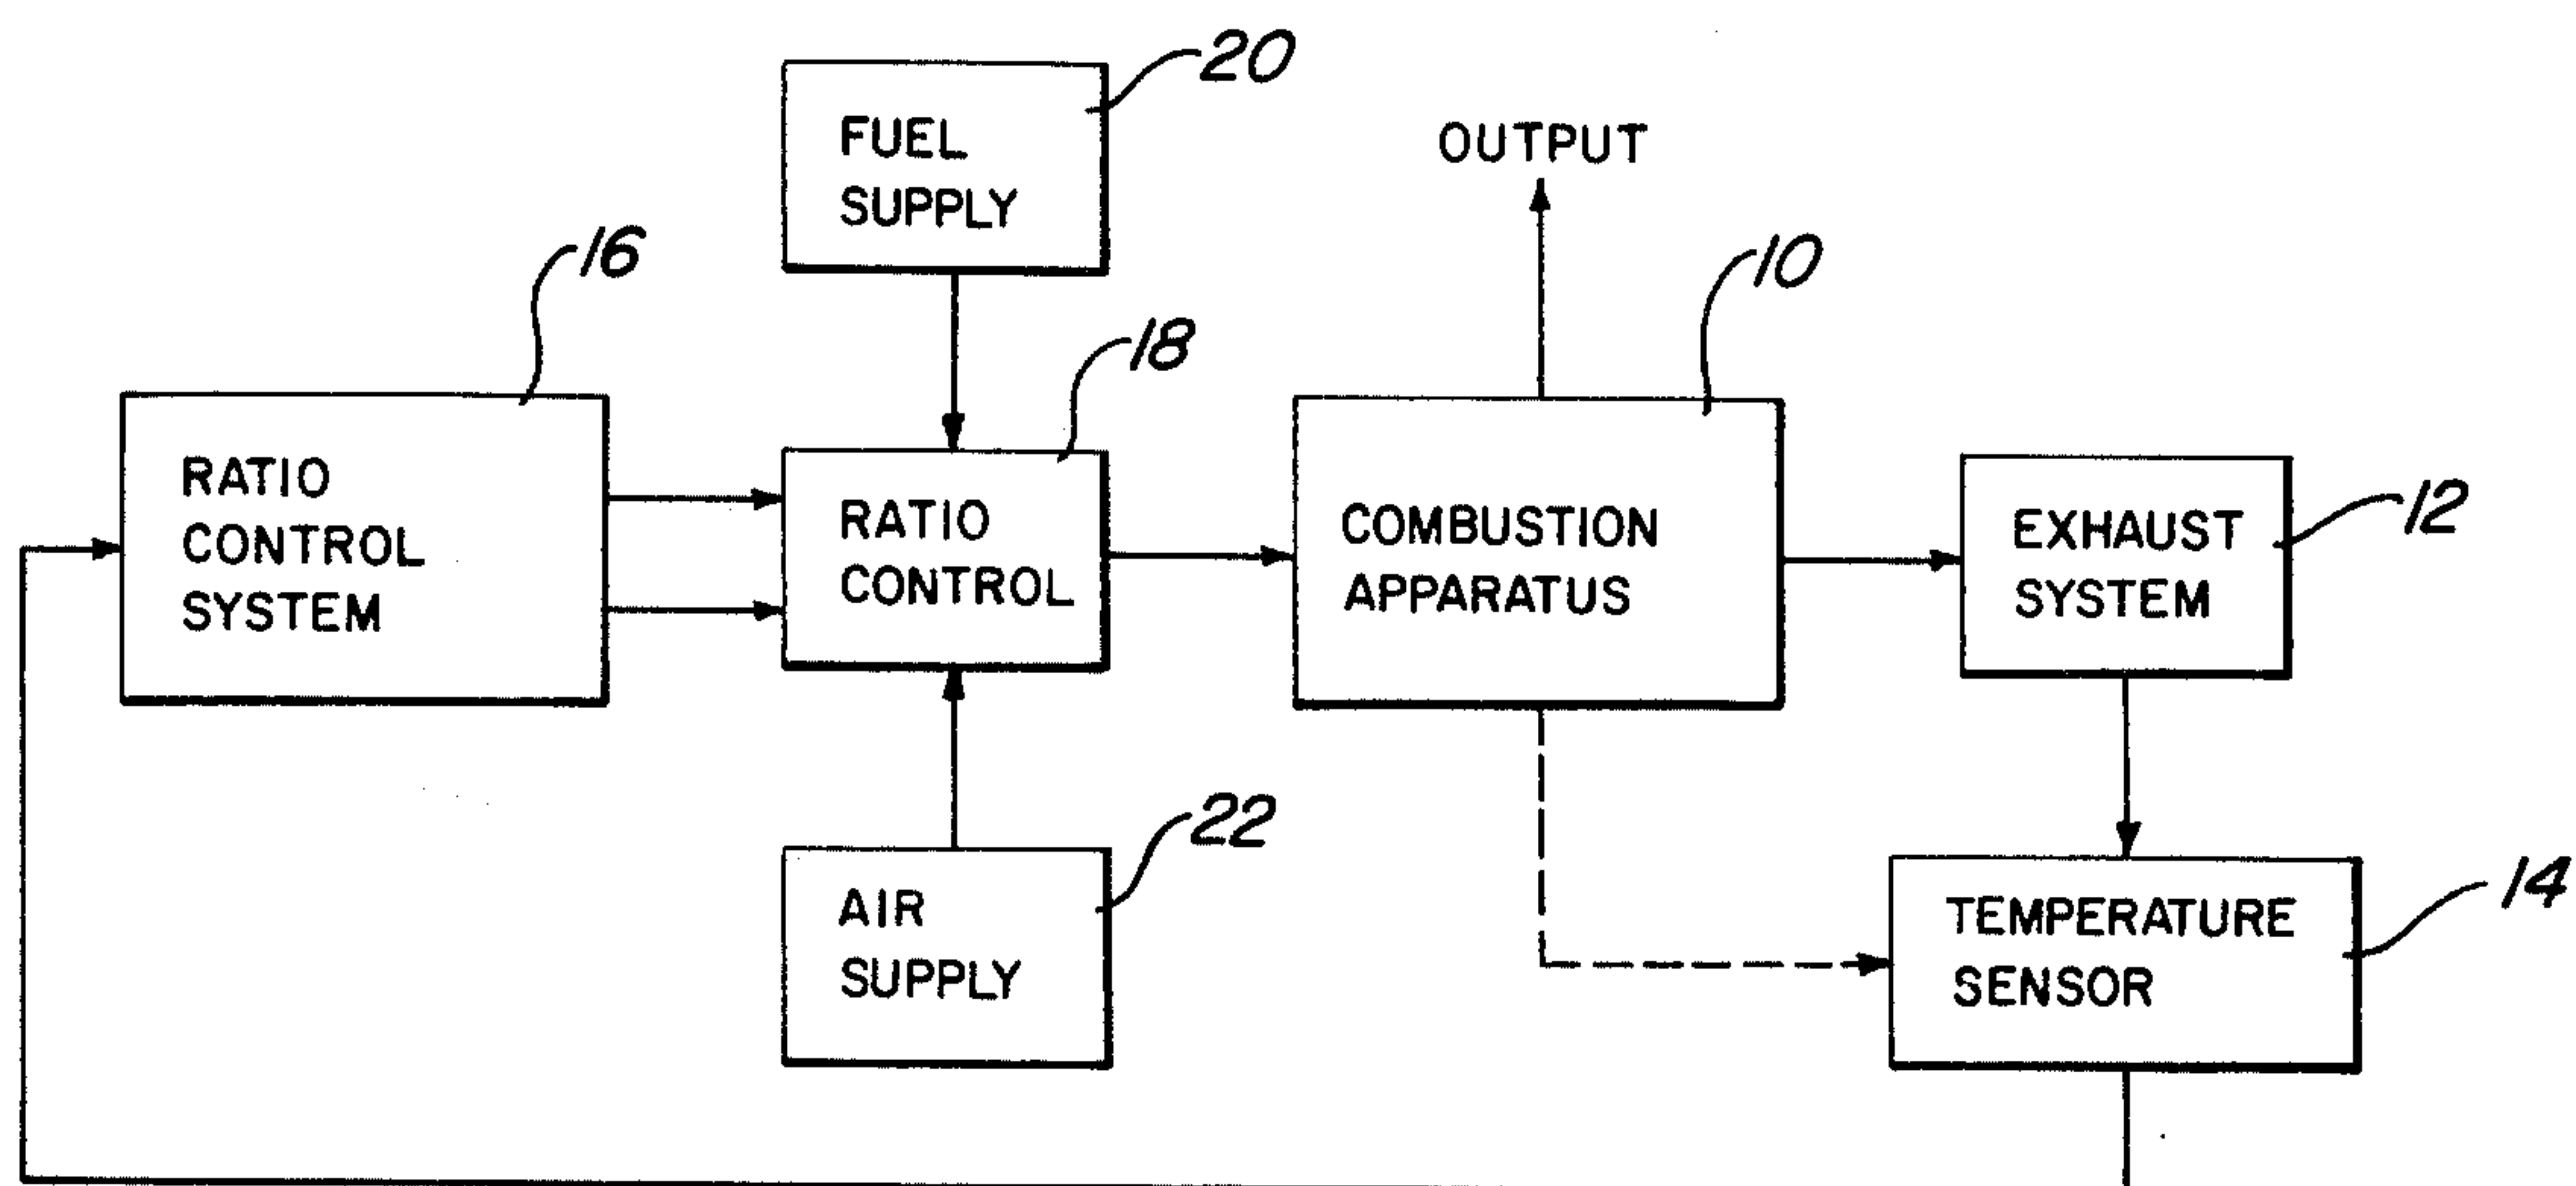 20
FUEL
SUPPLY
OUTPUT
16
10
18
RATIO
CONTROL
SYSTEM
RATIO
CONTROL
COMBUSTION
APPARATUS
EXHAUST
SYSTEM
12
22
AIR
SUPPLY
TEMPERATURE
SENSOR
14